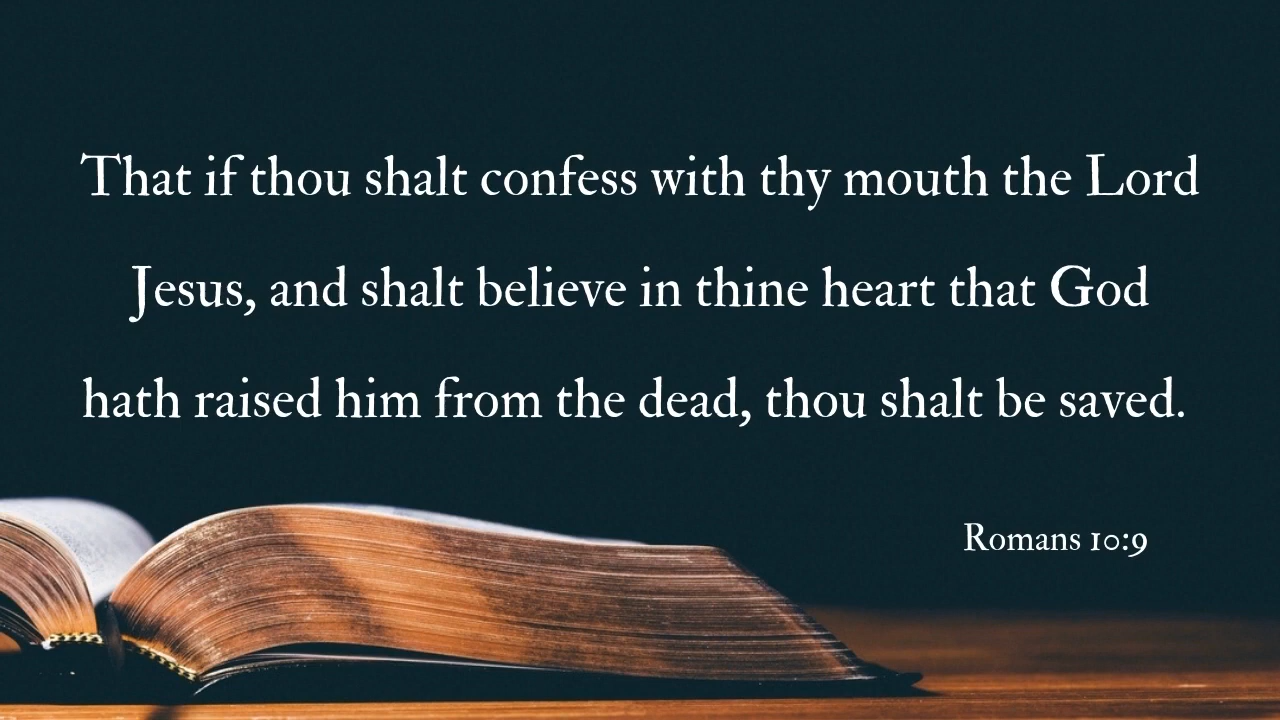 That if thou shalt confess with thy mouth the Lord
Jesus, and shalt believe in thine heart that God
hath raised him from the dead, thou shalt be saved.
Romans 10:9